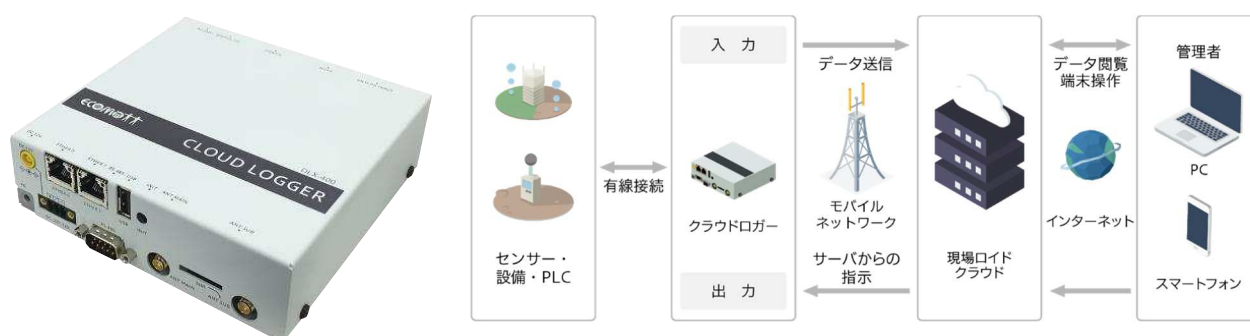 ecomott
CLOUD LOGGER
DLX-400
センサー・
設備・PLC
有線接続
入 力
クラウドロガー
出 力
データ送信
モバイル
ネットワーク
サーバからの
指示
現場ロイド
クラウド
データ閲覧
端末操作
インターネット
管理者
PC
スマートフォン